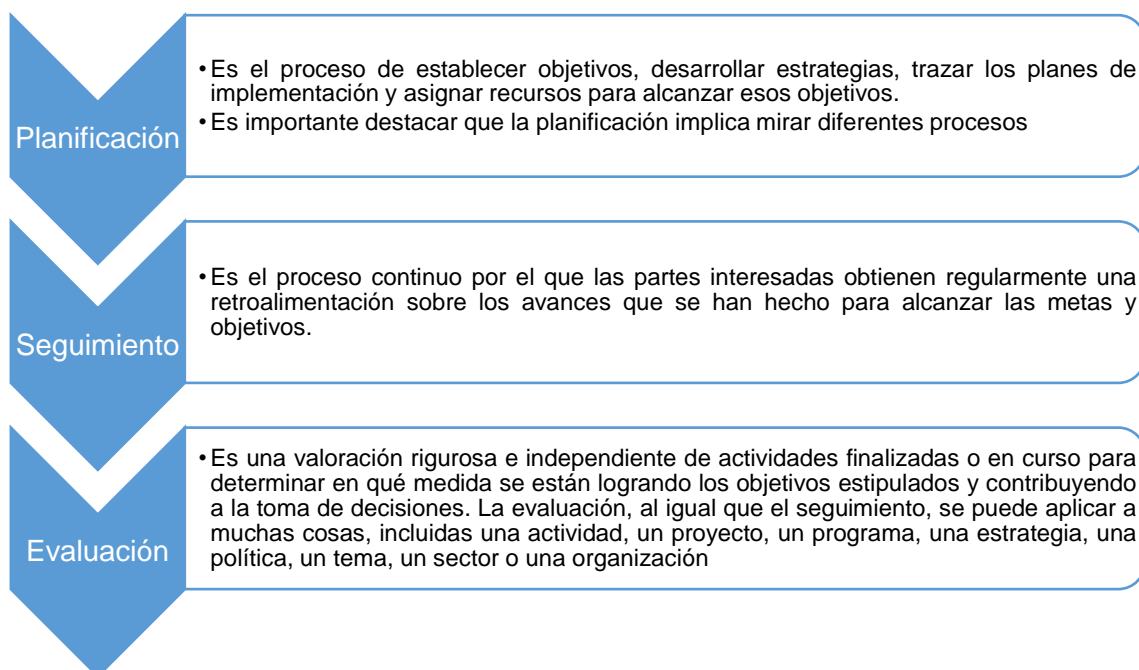 Planificación
•Es el proceso de establecer objetivos, desarrollar estrategias, trazar los planes de
implementación y asignar recursos para alcanzar esos objetivos.
•Es importante destacar que la planificación implica mirar diferentes procesos
Seguimiento
•Es el proceso continuo por el que las partes interesadas obtienen regularmente una
retroalimentación sobre los avances que se han hecho para alcanzar las metas y
objetivos.
Evaluación
•Es una valoración rigurosa e independiente de actividades finalizadas o en curso para
determinar en qué medida se están logrando los objetivos estipulados y contribuyendo
a la toma de decisiones. La evaluación, al igual que el seguimiento, se puede aplicar a
muchas cosas, incluidas una actividad, un proyecto, un programa, una estrategia, una
política, un tema, un sector o una organización